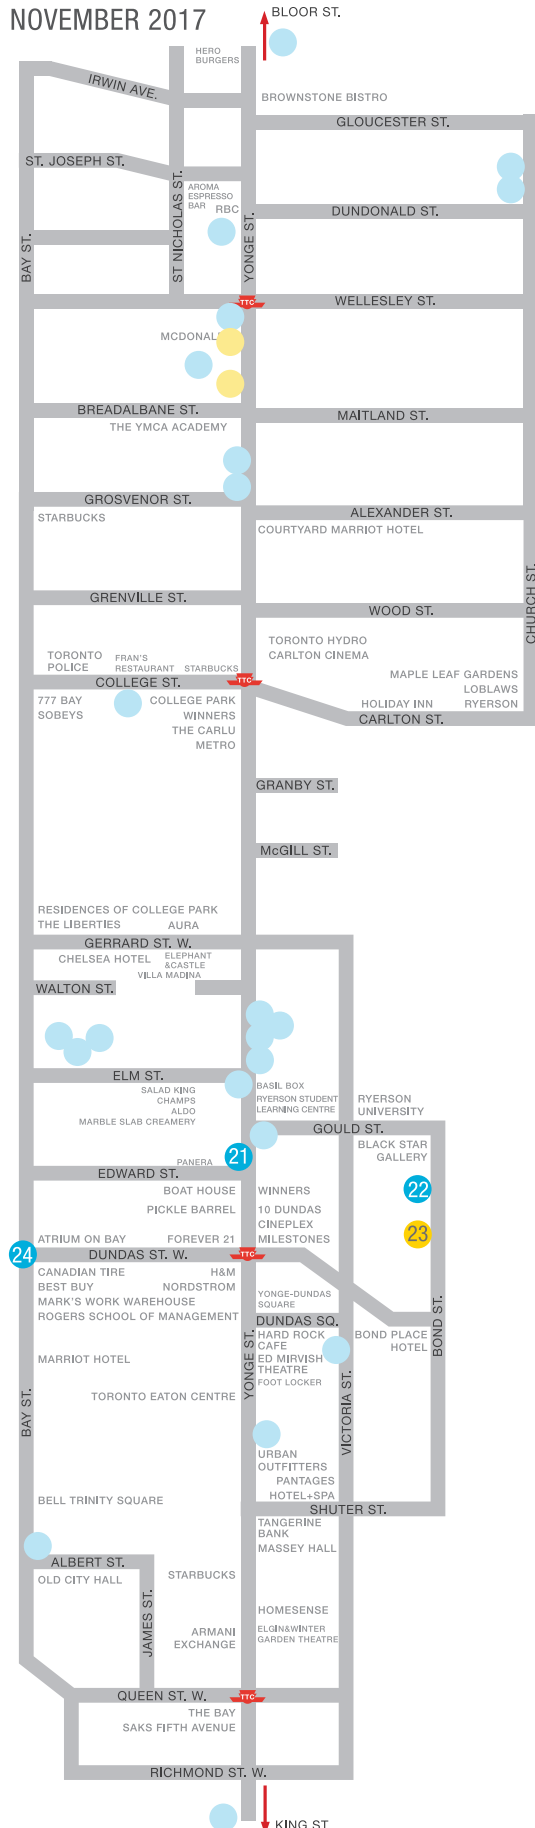 NOVEMBER 2017
BLOOR ST.
HERO
BURGERS
IRWIN AVE.
BROWNSTONE BISTRO
GLOUCESTER ST.
ST. JOSEPH ST.
ST NICHOLAS ST.
AROMA
ESPRESSO
BAR
RBC
DUNDONALD ST.
BAY ST.
YONGE ST.
TTC
WELLESLEY ST.
BREADALBANE ST.
MAITLAND ST.
THE YMCA ACADEMY
GROSVENOR ST.
ALEXANDER ST.
STARBUCKS
COURTYARD MARRIOT HOTEL
CHURCH ST.
GRENVILLE ST.
WOOD ST.
TORONTO HYDRO
CARLTON CINEMA
TORONTO
POLICE
FRAN'S
RESTAURANT
STARBUCKS
TTC
COLLEGE ST.
MAPLE LEAF GARDENS
LOBLAWS
HOLIDAY INN
RYERSON
CARLTON ST.
777 BAY
SOBEYS
COLLEGE PARK
WINNERS
THE CARLU
METRO
GRANBY ST.
McGILL ST.
RESIDENCES OF COLLEGE PARK
THE LIBERTIES
AURA
GERRARD ST. W.
CHELSEA HOTEL
ELEPHANT
&CASTLE
VILLA MADINA
WALTON ST.
ELM ST.
BASIL BOX
RYERSON STUDENT
LEARNING CENTRE
RYERSON
UNIVERSITY
SALAD KING
CHAMPS
ALDO
MARBLE SLAB CREAMERY
GOULD ST.
BLACK STAR
GALLERY
PANERA
21
EDWARD ST.
22
BOAT HOUSE
WINNERS
PICKLE BARREL
10 DUNDAS
CINEPLEX
23
ATRIUM ON BAY
FOREVER 21
MILESTONES
24
DUNDAS ST. W.
TTC
CANADIAN TIRE
H&M
BEST BUY
NORDSTROM
MARK'S WORK WAREHOUSE
ROGERS SCHOOL OF MANAGEMENT
YONGE-DUNDAS
SQUARE
DUNDAS SQ.
BOND ST.
HARD ROCK
CAFE
ED MIRVISH
THEATRE
FOOT LOCKER
BOND PLACE
HOTEL
YONGE ST.
VICTORIA ST.
MARRIOT HOTEL
BAY ST.
TORONTO EATON CENTRE
URBAN
OUTFITTERS
PANTAGES
HOTEL+SPA
BELL TRINITY SQUARE
SHUTER ST.
TANGERINE
BANK
MASSEY HALL
ALBERT ST.
OLD CITY HALL
STARBUCKS
JAMES ST.
HOMESENSE
ARMANI
EXCHANGE
ELGIN&WINTER
GARDEN THEATRE
QUEEN ST. W.
TTC
THE BAY
SAKS FIFTH AVENUE
RICHMOND ST. W.
KING ST.